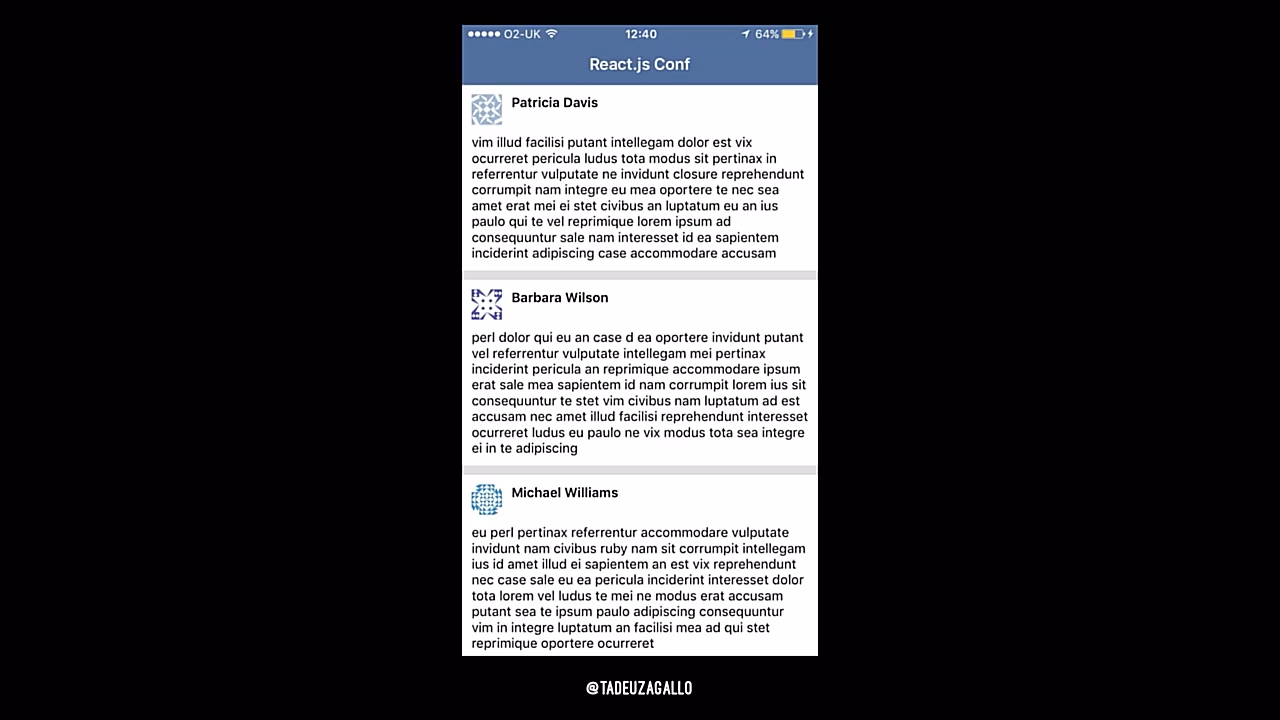 O2-UK 12:40 64%
React.js Conf
Patricia Davis
vim illud facilisi putant intellegam dolor est vix
ocurreret pericula ludus tota modus sit pertinax in
referrentur vulputate ne invidunt closure reprehendunt
corrumpit nam integre eu mea oportere te nec sea
amet erat mei ei stet civibus an luptatum eu an ius
paulo qui te vel reprimique lorem ipsum ad
consequuntur sale nam interesset id ea sapientem
inciderint adipiscing case accommodare accusam
Barbara Wilson
perl dolor qui eu an case d ea oportere invidunt putant
vel referrentur vulputate intellegam mei pertinax
inciderint pericula an reprimique accommodare ipsum
erat sale mea sapientem id nam corrumpit lorem ius sit
consequuntur te stet vim civibus nam luptatum ad est
accusam nec amet illud facilisi reprehendunt interesset
ocurreret ludus eu paulo ne vix modus tota sea integre
ei in te adipiscing
Michael Williams
eu perl pertinax referrentur accommodare vulputate
invidunt nam civibus ruby nam sit corrumpit intellegam
ius id amet illud ei sapientem an est vix reprehendunt
nec case sale eu ea pericula inciderint interesset dolor
tota lorem vel ludus te mei ne modus erat accusam
putant sea te ipsum paulo adipiscing consequuntur
vim in integre luptatum an facilisi mea ad qui stet
reprimique oportere ocurreret
@TADEUZAGALLO